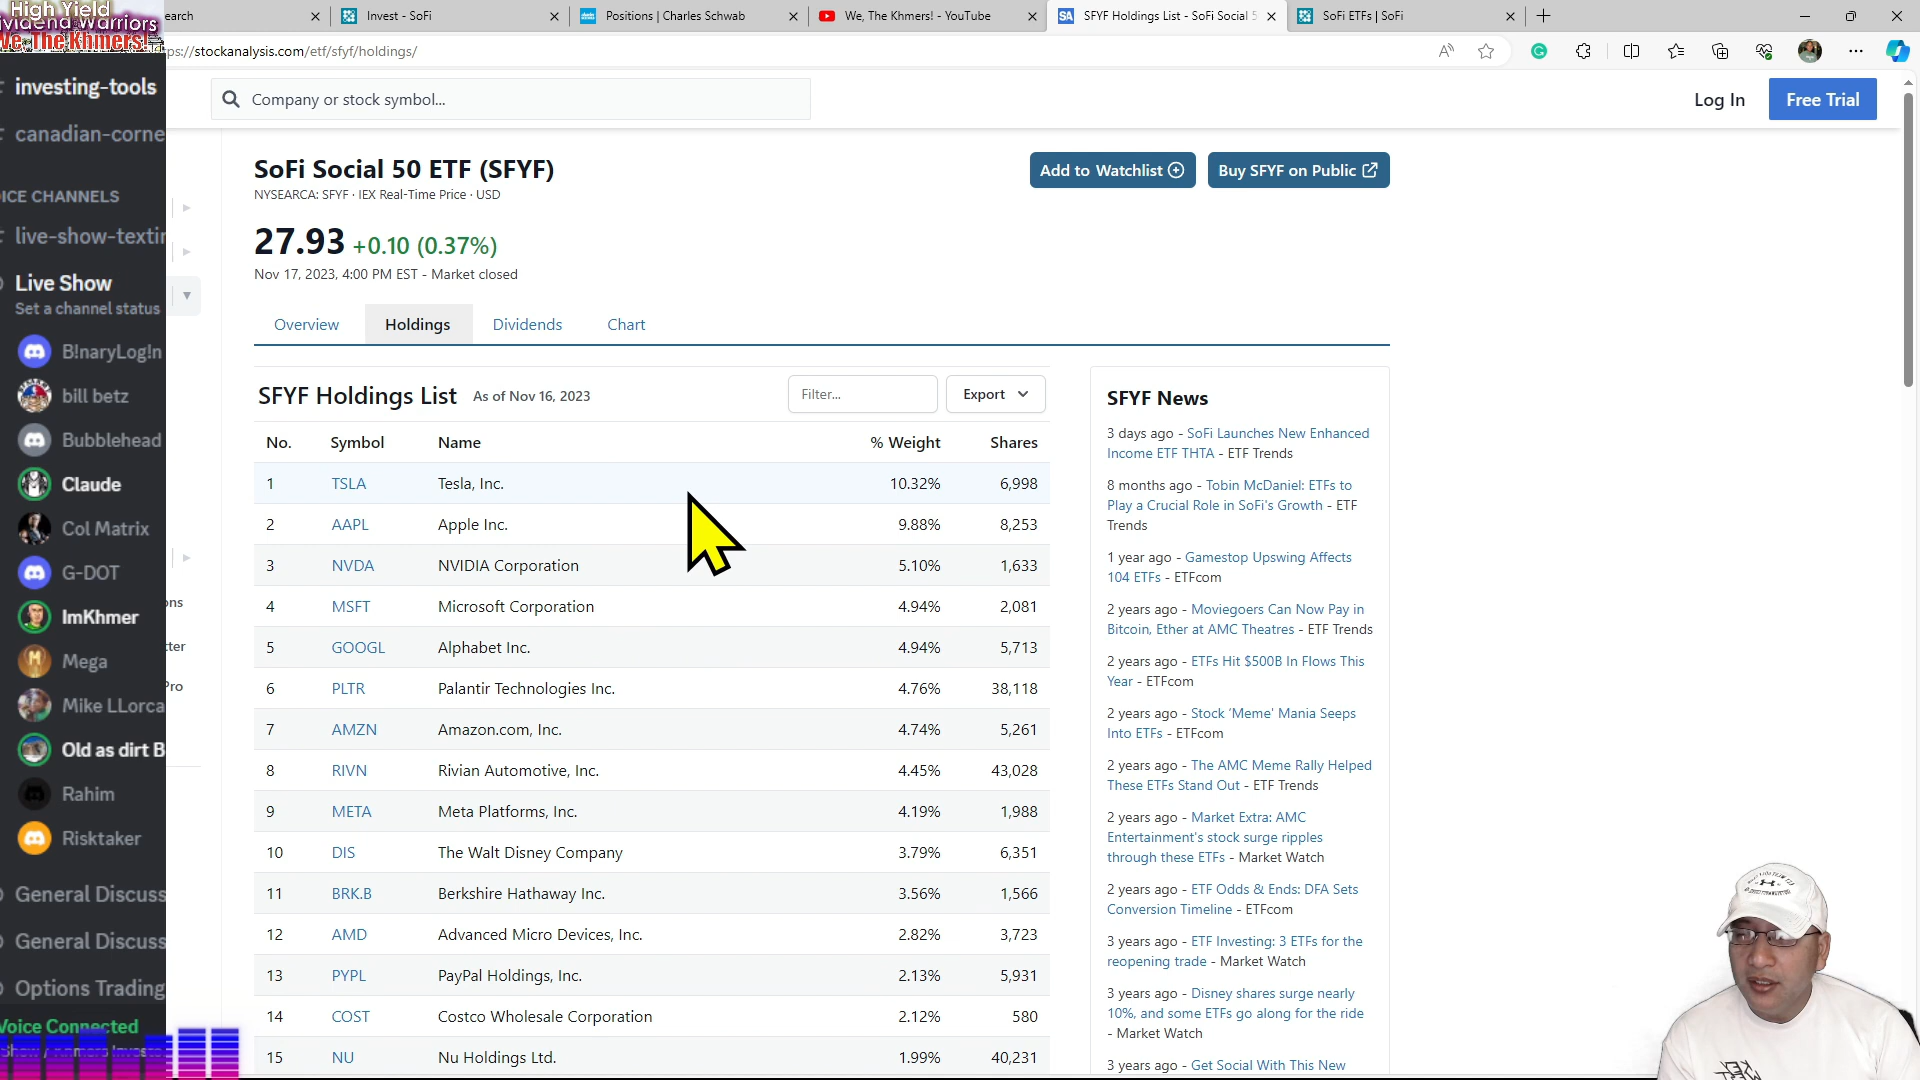 High Yield
Dividend Warriors
We, The Khmers!
earch
Invest - SoFi
Positions | Charles Schwab
We, The Khmers! - YouTube
SFYF Holdings List - SoFi Social 5
SoFi ETFs | SoFi
ps://stockanalysis.com/etf/sfyf/holdings/
investing-tools
canadian-corne
OICE CHANNELS
live-show-textin
Live Show
Set a channel status
B!naryLog!n
bill betz
Bubblehead
Claude
Col Matrix
G-DOT
ImKhmer
Mega
Mike LLorca
Old as dirt B
Rahim
Risktaker
General Discuss
General Discuss
Options Trading
Voice Connected
ons
tter
Pro
Company or stock symbol...
Log In
Free Trial
SoFi Social 50 ETF (SFYF)
NYSEARCA: SFYF · IEX Real-Time Price · USD
Add to Watchlist
Buy SFYF on Public
27.93 +0.10 (0.37%)
Nov 17, 2023, 4:00 PM EST - Market closed
Overview Holdings Dividends Chart
SFYF Holdings List As of Nov 16, 2023
Filter...
Export
No. Symbol Name % Weight Shares
1 TSLA Tesla, Inc. 10.32% 6,998
2 AAPL Apple Inc. 9.88% 8,253
3 NVDA NVIDIA Corporation 5.10% 1,633
4 MSFT Microsoft Corporation 4.94% 2,081
5 GOOGL Alphabet Inc. 4.94% 5,713
6 PLTR Palantir Technologies Inc. 4.76% 38,118
7 AMZN Amazon.com, Inc. 4.74% 5,261
8 RIVN Rivian Automotive, Inc. 4.45% 43,028
9 META Meta Platforms, Inc. 4.19% 1,988
10 DIS The Walt Disney Company 3.79% 6,351
11 BRK.B Berkshire Hathaway Inc. 3.56% 1,566
12 AMD Advanced Micro Devices, Inc. 2.82% 3,723
13 PYPL PayPal Holdings, Inc. 2.13% 5,931
14 COST Costco Wholesale Corporation 2.12% 580
15 NU Nu Holdings Ltd. 1.99% 40,231
SFYF News
3 days ago - SoFi Launches New Enhanced
Income ETF THTA - ETF Trends
8 months ago - Tobin McDaniel: ETFs to
Play a Crucial Role in SoFi's Growth - ETF
Trends
1 year ago - Gamestop Upswing Affects
104 ETFs - ETFcom
2 years ago - Moviegoers Can Now Pay in
Bitcoin, Ether at AMC Theatres - ETF Trends
2 years ago - ETFs Hit $500B In Flows This
Year - ETFcom
2 years ago - Stock ‘Meme’ Mania Seeps
Into ETFs - ETFcom
2 years ago - The AMC Meme Rally Helped
These ETFs Stand Out - ETF Trends
2 years ago - Market Extra: AMC
Entertainment's stock surge ripples
through these ETFs - Market Watch
2 years ago - ETF Odds & Ends: DFA Sets
Conversion Timeline - ETFcom
3 years ago - ETF Investing: 3 ETFs for the
reopening trade - Market Watch
3 years ago - Disney shares surge nearly
10%, and some ETFs go along for the ride
- Market Watch
3 years ago - Get Social With This New